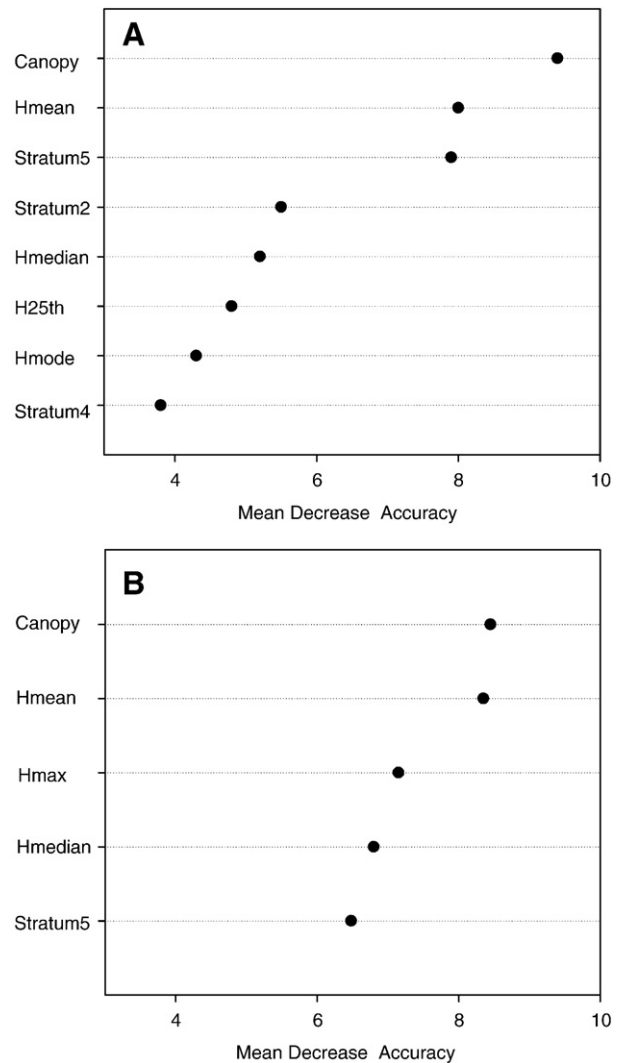 A
Canopy
Hmean
Stratum5
Stratum2
Hmedian
H25th
Hmode
Stratum4
4 6 8 10
Mean Decrease Accuracy
B
Canopy
Hmean
Hmax
Hmedian
Stratum5
4 6 8 10
Mean Decrease Accuracy